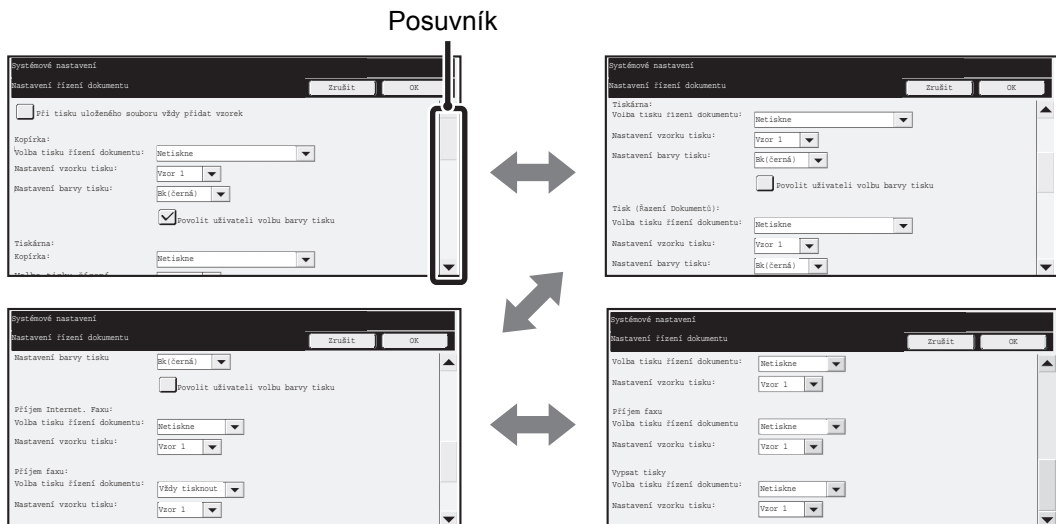 Posuvník
Systémové nastavení
Nastavení řízení dokumentu Zrušit OK
Při tisku uloženého souboru vždy přidat vzorek
Kopírka:
Volba tisku řízení dokumentu: Netiskne
Nastavení vzorku tisku: Vzor 1
Nastavení barvy tisku: Bk(černá)
Povolit uživateli volbu barvy tisku
Tiskárna:
Kopírka: Netiskne
Volba tisku řízení
Systémové nastavení
Nastavení řízení dokumentu Zrušit OK
Tiskárna:
Volba tisku řízení dokumentu: Netiskne
Nastavení vzorku tisku: Vzor 1
Nastavení barvy tisku: Bk(černá)
Povolit uživateli volbu barvy tisku
Tisk (Řazení Dokumentů):
Volba tisku řízení dokumentu: Netiskne
Nastavení vzorku tisku: Vzor 1
Nastavení barvy tisku: Bk(černá)
Systémové nastavení
Nastavení řízení dokumentu Zrušit OK
Nastavení barvy tisku Bk(černá)
Povolit uživateli volbu barvy tisku
Příjem Internet. Faxu:
Volba tisku řízení dokumentu: Netiskne
Nastavení vzorku tisku: Vzor 1
Příjem faxu:
Volba tisku řízení dokumentu: Vždy tisknout
Nastavení vzorku tisku: Vzor 1
Systémové nastavení
Nastavení řízení dokumentu Zrušit OK
Volba tisku řízení dokumentu: Netiskne
Nastavení vzorku tisku: Vzor 1
Příjem faxu
Volba tisku řízení dokumentu Netiskne
Nastavení vzorku tisku: Vzor 1
Vypsat tisky
Volba tisku řízení dokumentu: Netiskne
Nastavení vzorku tisku: Vzor 1